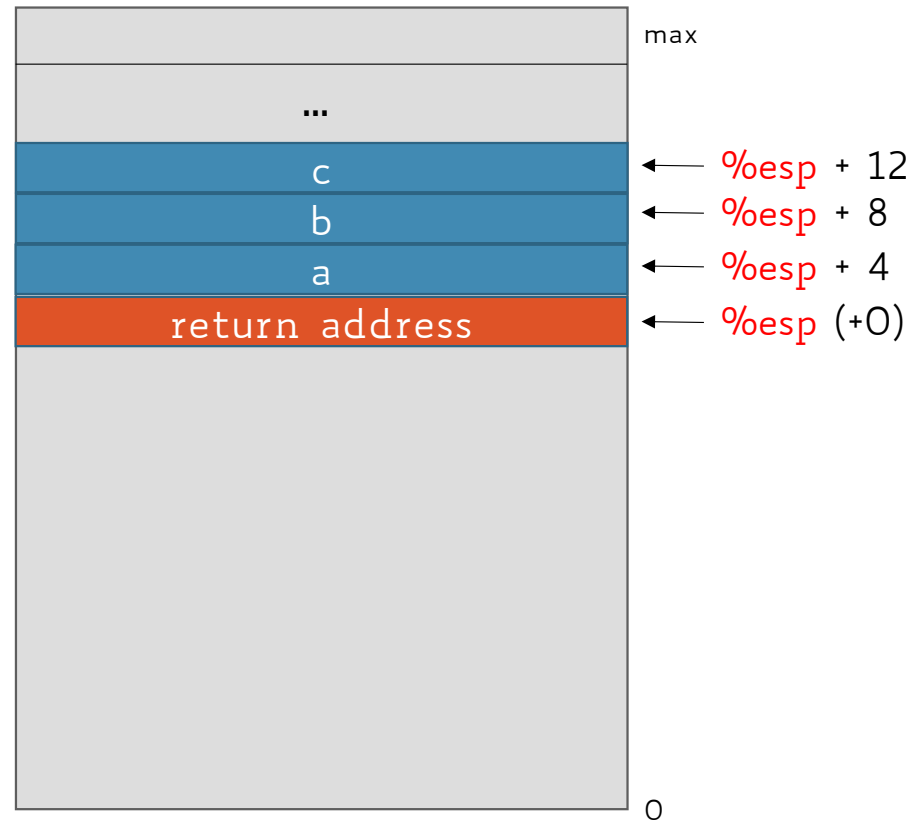 max
...
c %esp + 12
b %esp + 8
a %esp + 4
return address %esp (+0)
0